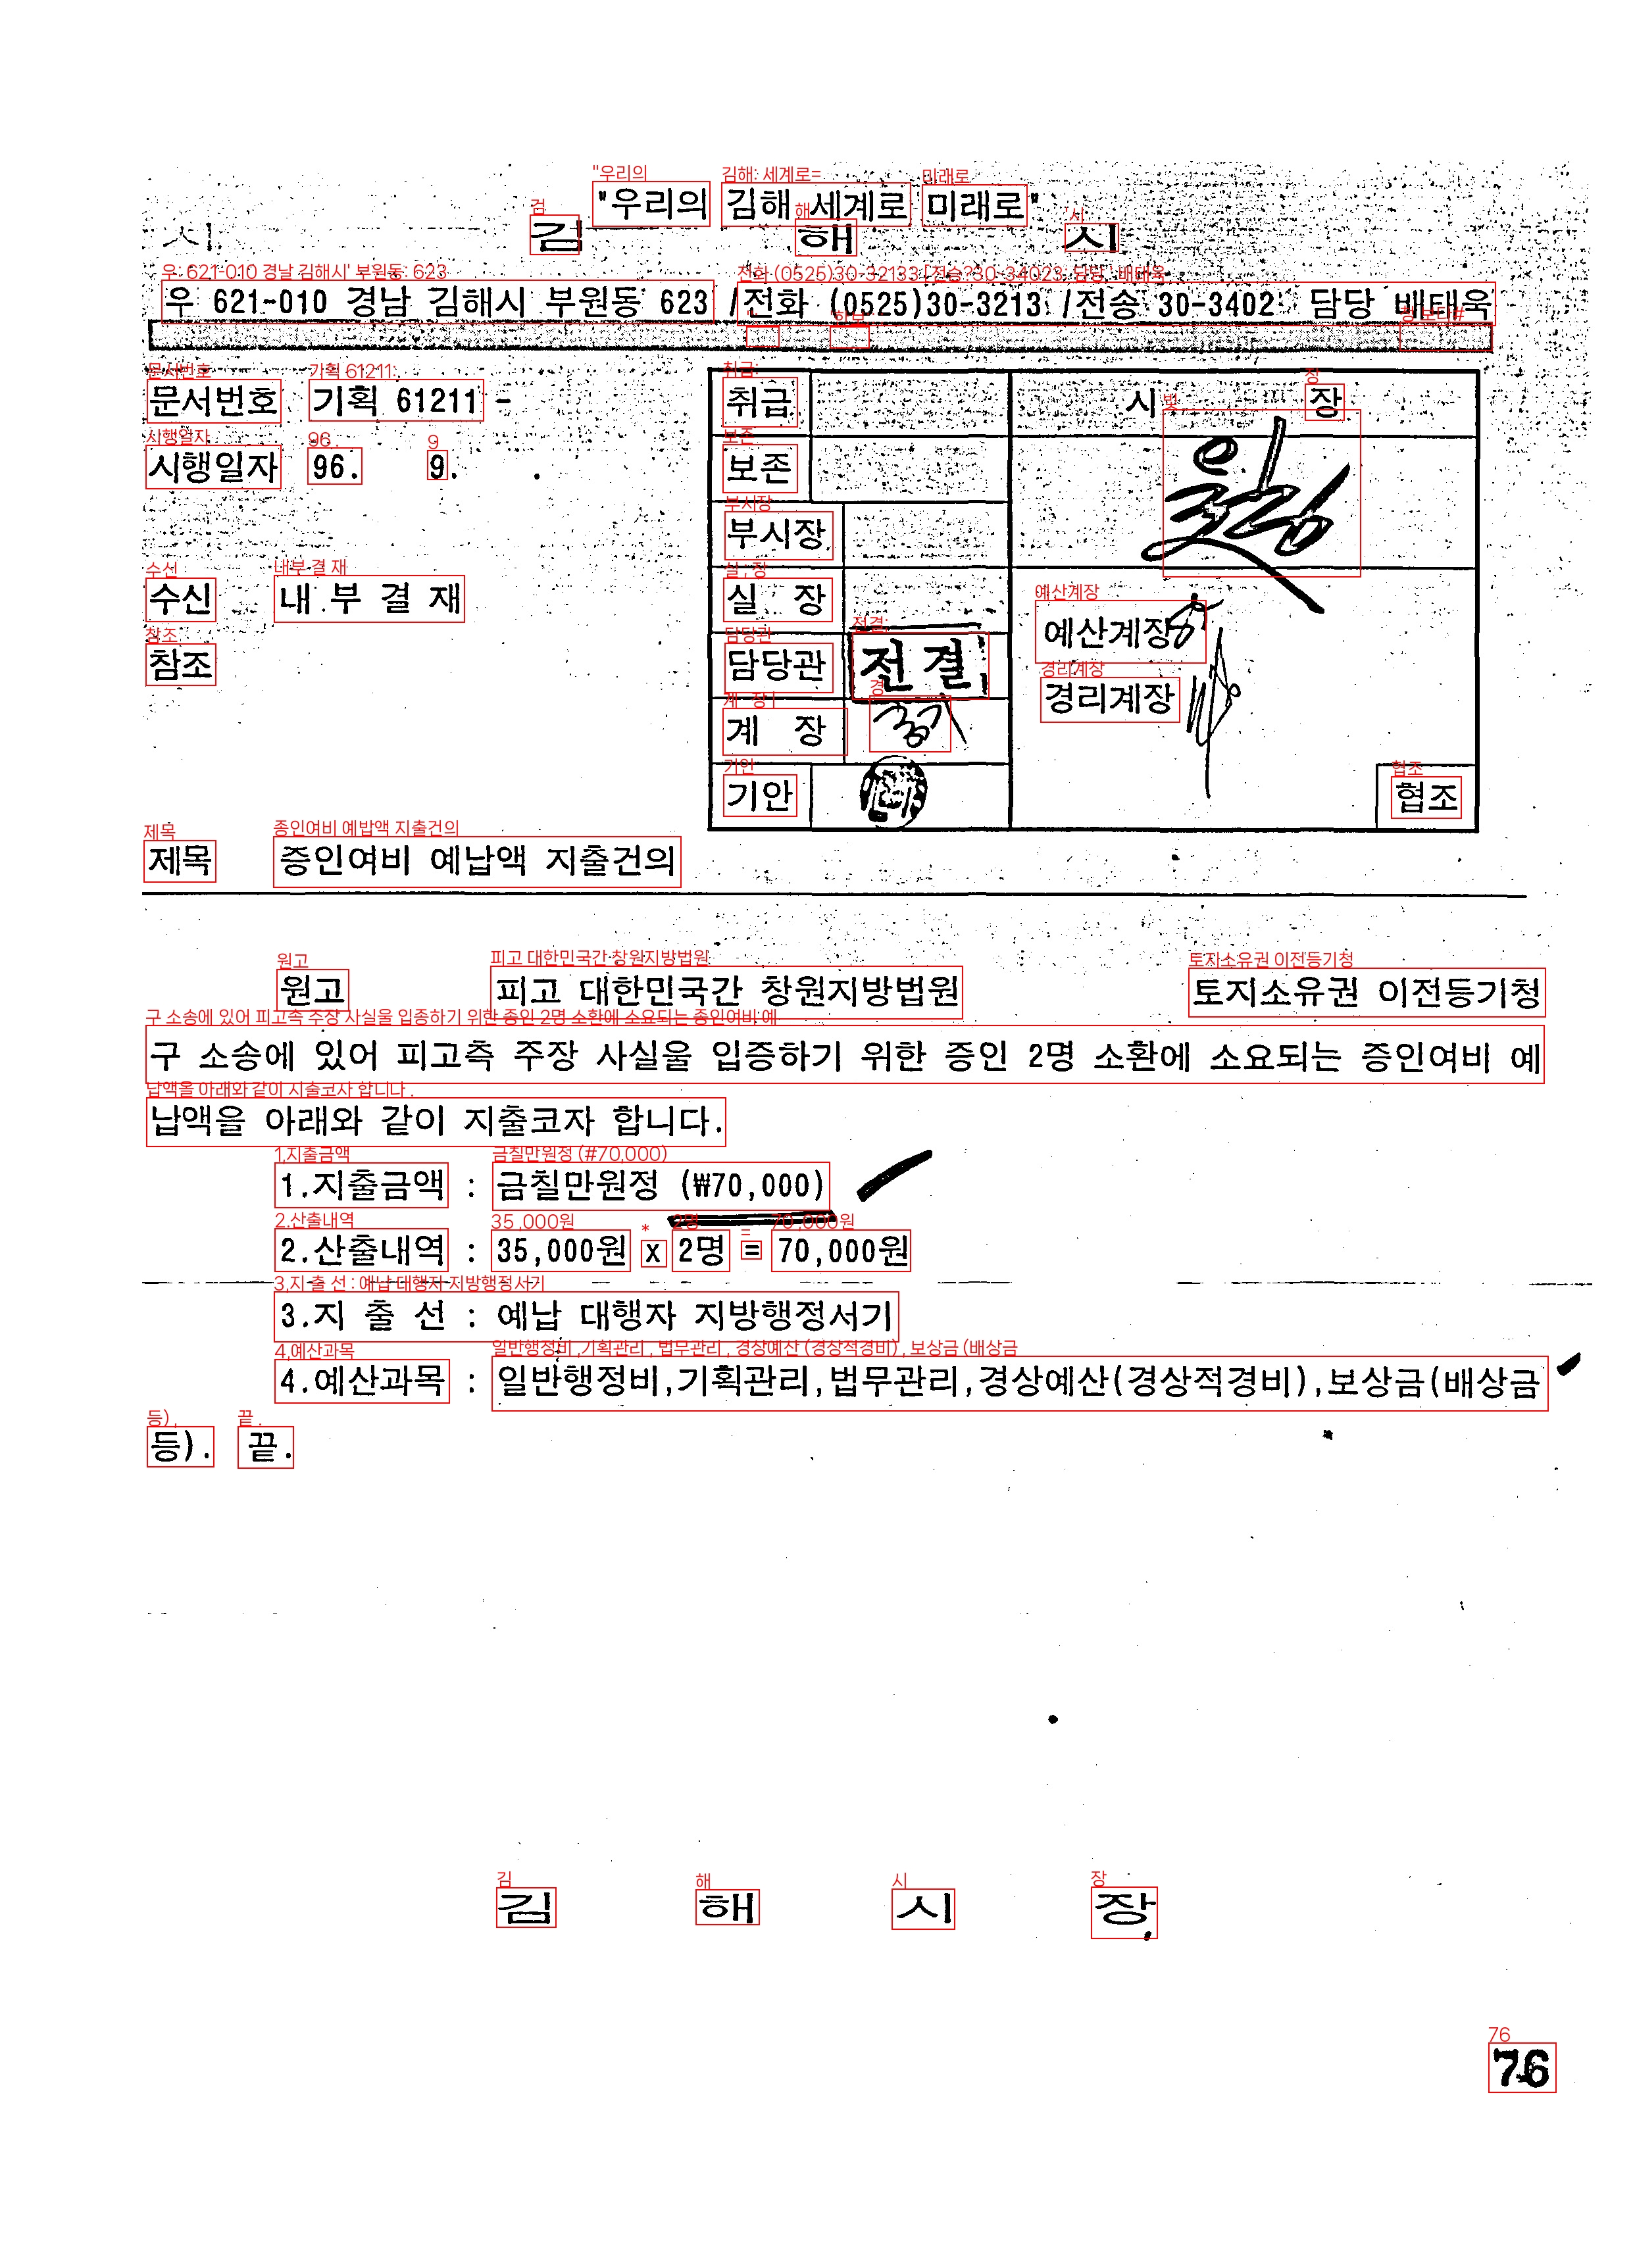 "우리의 김해 세계로 미래로"
김 해 시
우 621-010 경남 김해시 부원동 623 /전화 (0525)30-3213 /전송 30-3402 담당 배태욱
문서번호 기획 61211 -
시행일자 96. 9. .
수신 내부결재
참조
취급
보존
부시장
실 장
담당관 전결
계 장
기안
시 장
예산계장
경리계장
협조
제목 증인여비 예납액 지출건의
원고 피고 대한민국간 창원지방법원 토지소유권 이전등기청
구 소송에 있어 피고측 주장 사실을 입증하기 위한 증인 2명 소환에 소요되는 증인여비 예
납액을 아래와 같이 지출코자 합니다.
1.지출금액 : 금칠만원정 (₩70,000)
2.산출내역 : 35,000원 x 2명 = 70,000원
3.지 출 선 : 예납 대행자 지방행정서기
4.예산과목 : 일반행정비,기획관리,법무관리,경상예산(경상적경비),보상금(배상금
등). 끝.
김 해 시 장
76